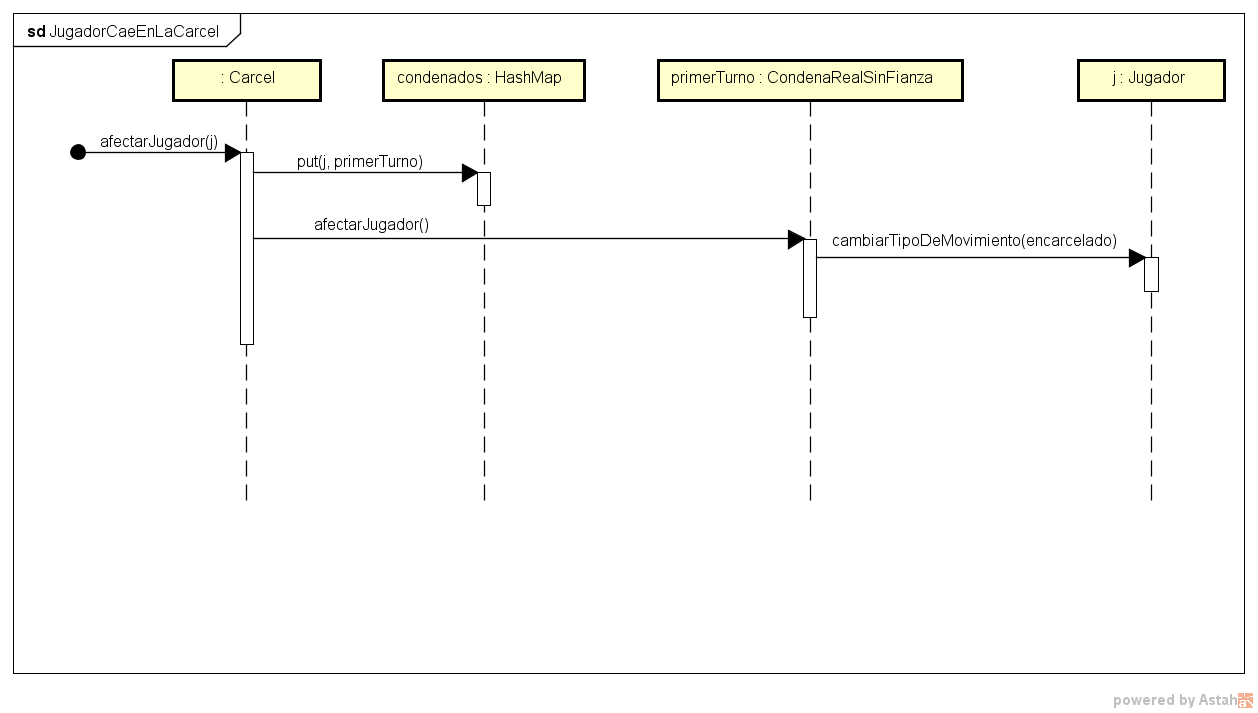 sd JugadorCaeEnLaCarcel
: Carcel
condenados : HashMap
primerTurno : CondenaRealSinFianza
j : Jugador
afectarJugador(j)
put(j, primerTurno)
afectarJugador()
cambiarTipoDeMovimiento(encarcelado)
powered by Astah